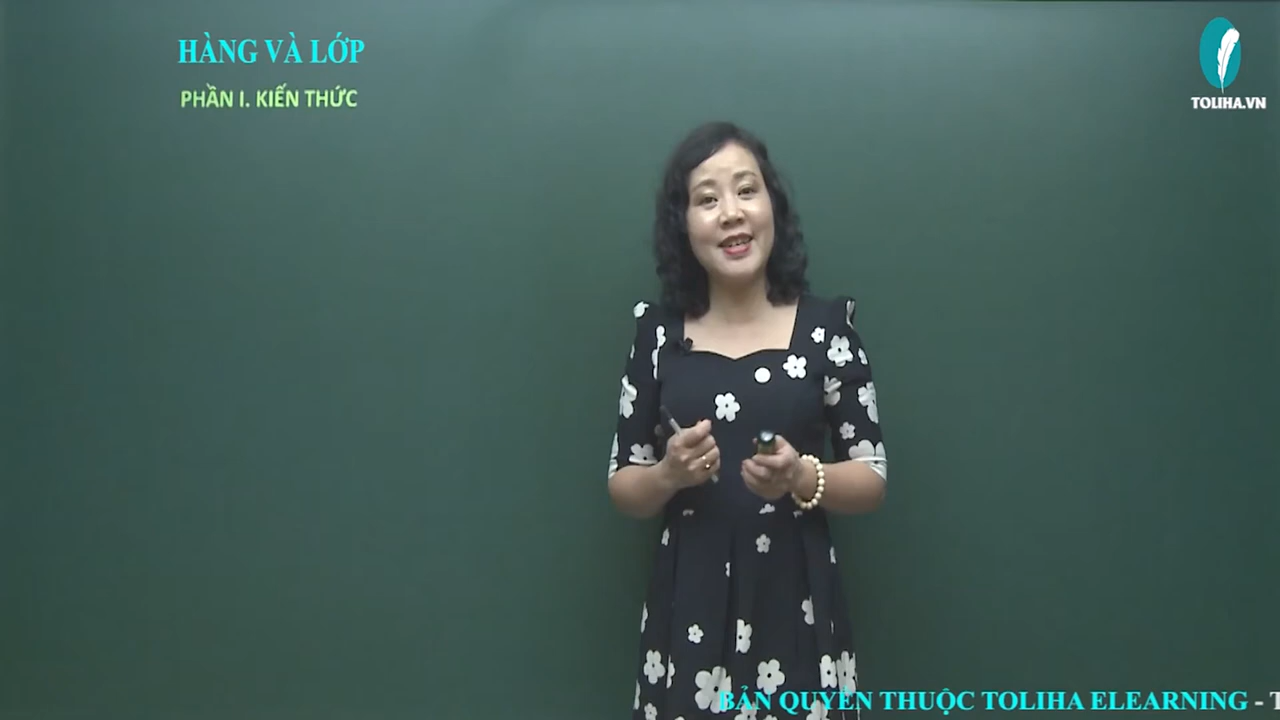 HÀNG VÀ LỚP
PHẦN I. KIẾN THỨC
TOLIHA.VN
BẢN QUYỀN THUỘC TOLIHA ELEARNING - T